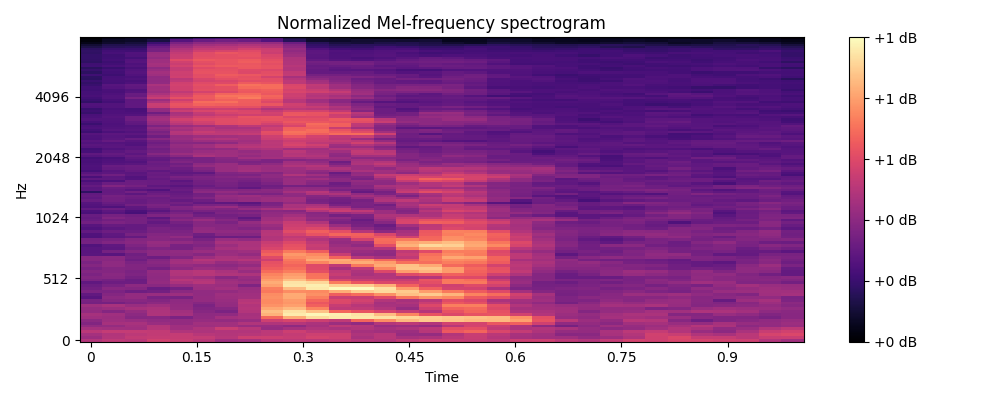 Normalized Mel-frequency spectrogram
Hz
4096
2048
1024
512
0
0 0.15 0.3 0.45 0.6 0.75 0.9
Time
+1 dB
+1 dB
+1 dB
+0 dB
+0 dB
+0 dB